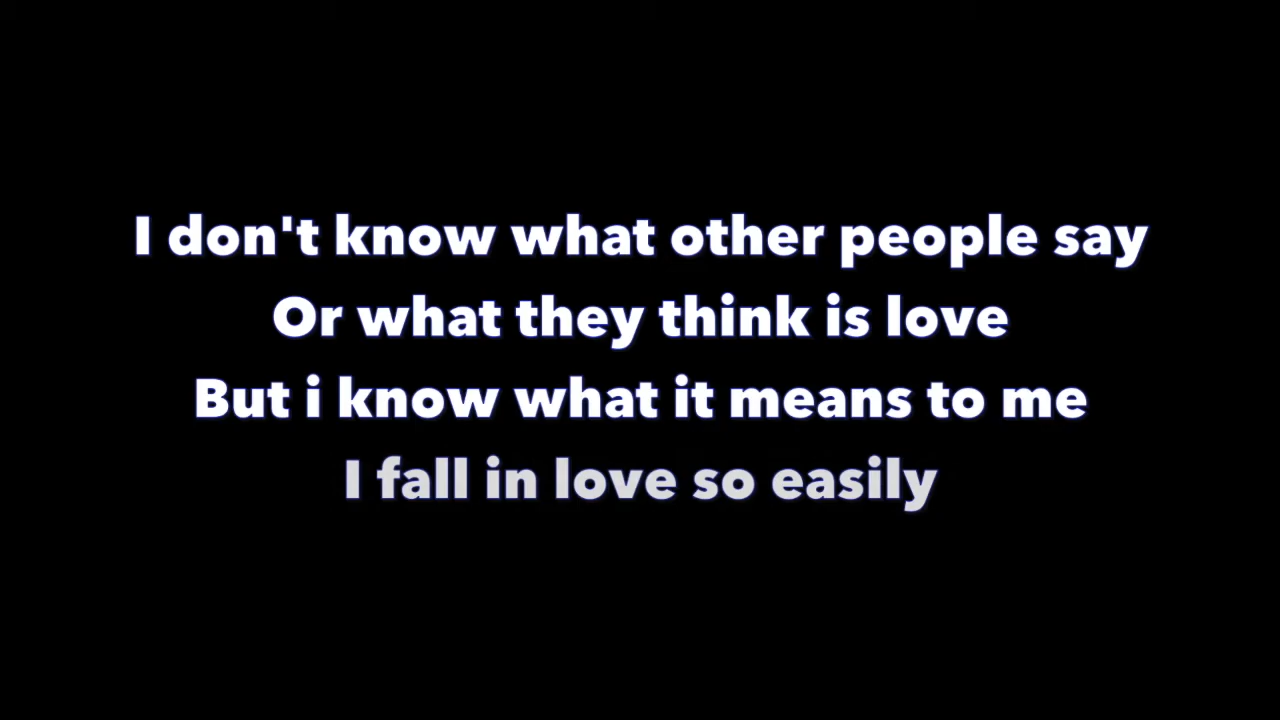 I don't know what other people say
Or what they think is love
But i know what it means to me
I fall in love so easily